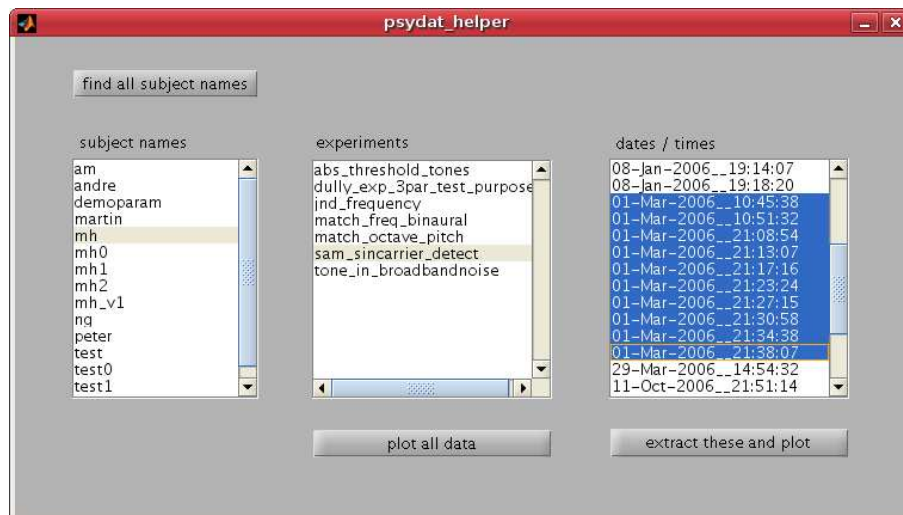 psydat_helper
find all subject names
subject names
am
andre
demoparam
martin
mh
mh0
mh1
mh2
mh_v1
ng
peter
test
test0
test1
experiments
abs_threshold_tones
dully_exp_3par_test_purpose
jnd_frequency
match_freq_binaural
match_octave_pitch
sam_sincarrier_detect
tone_in_broadbandnoise
plot all data
dates / times
08-Jan-2006__19:14:07
08-Jan-2006__19:18:20
01-Mar-2006__10:45:38
01-Mar-2006__10:51:32
01-Mar-2006__21:08:54
01-Mar-2006__21:13:07
01-Mar-2006__21:17:16
01-Mar-2006__21:23:24
01-Mar-2006__21:27:15
01-Mar-2006__21:30:58
01-Mar-2006__21:34:38
01-Mar-2006__21:38:07
29-Mar-2006__14:54:32
11-Oct-2006__21:51:14
extract these and plot